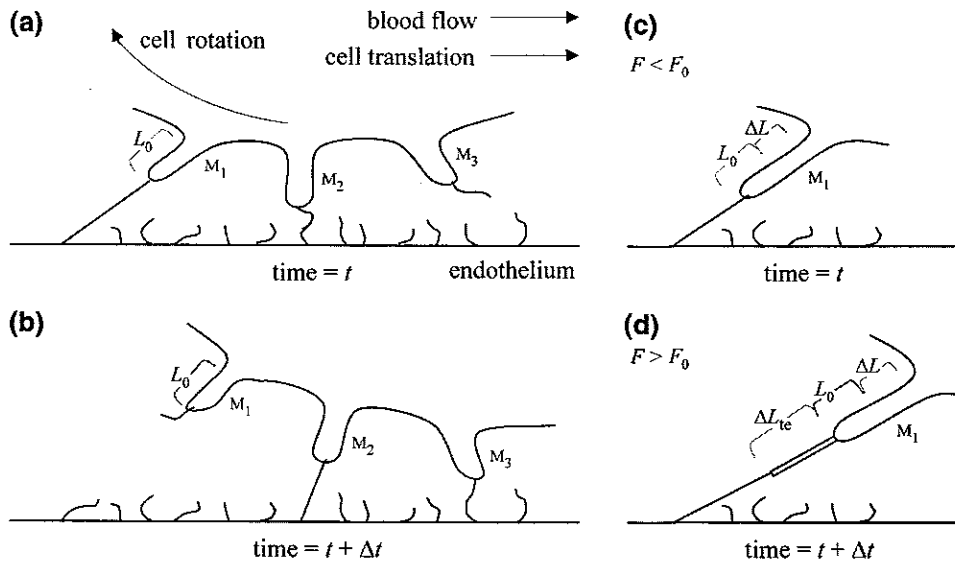 (a)
cell rotation
blood flow
cell translation
L₀
M₁
M₂
M₃
time = t
endothelium
(b)
L₀
M₁
M₂
M₃
time = t + Δt
(c)
F < F₀
L₀
ΔL
M₁
time = t
(d)
F > F₀
ΔL_te
L₀
ΔL
M₁
time = t + Δt